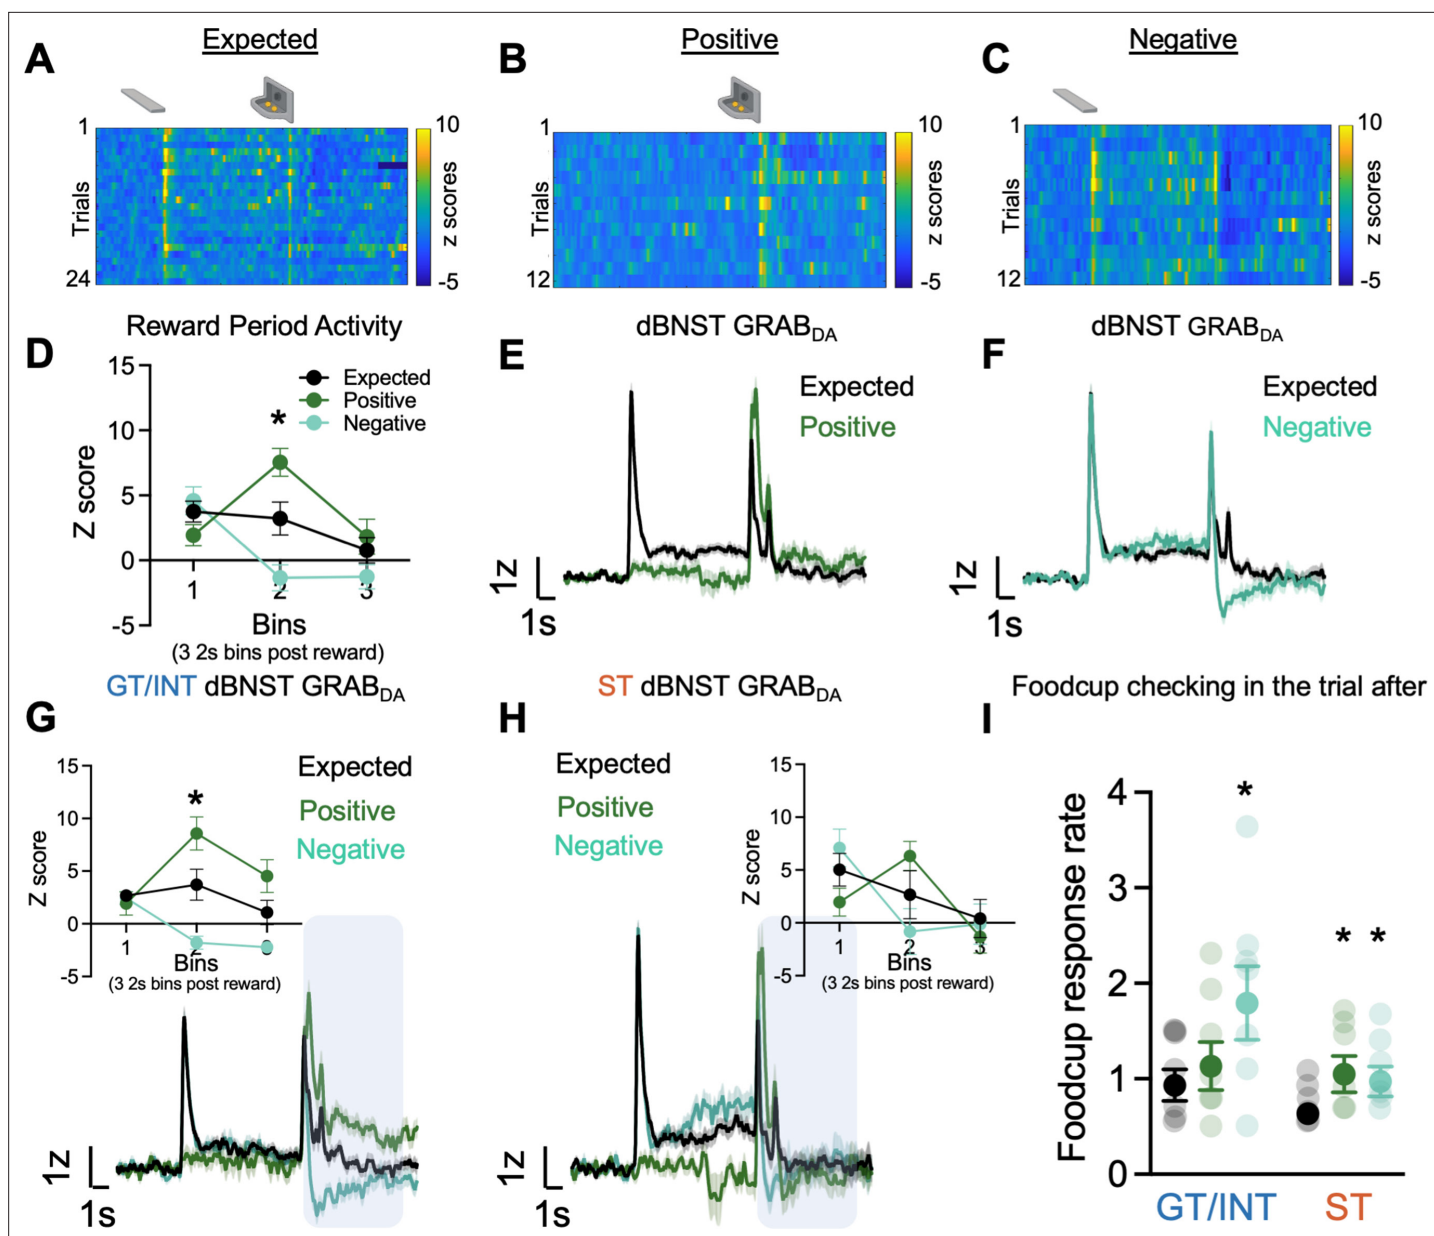 A
Expected
1
Trials
24
10
z scores
-5
B
Positive
1
Trials
12
10
z scores
-5
C
Negative
1
Trials
12
10
z scores
-5
D
Reward Period Activity
Z score
15
10
5
0
-5
Expected
Positive
Negative
*
1
2
3
Bins
(3 2s bins post reward)
E
dBNST GRABDA
Expected
Positive
1z
1s
F
dBNST GRABDA
Expected
Negative
1z
1s
G
GT/INT dBNST GRABDA
Z score
15
10
5
0
-5
*
1
2
3
Bins
(3 2s bins post reward)
Expected
Positive
Negative
1z
1s
H
ST dBNST GRABDA
Expected
Positive
Negative
Z score
15
10
5
0
-5
1
2
3
Bins
(3 2s bins post reward)
1z
1s
I
Foodcup checking in the trial after
Foodcup response rate
4
3
2
1
0
*
* *
GT/INT
ST